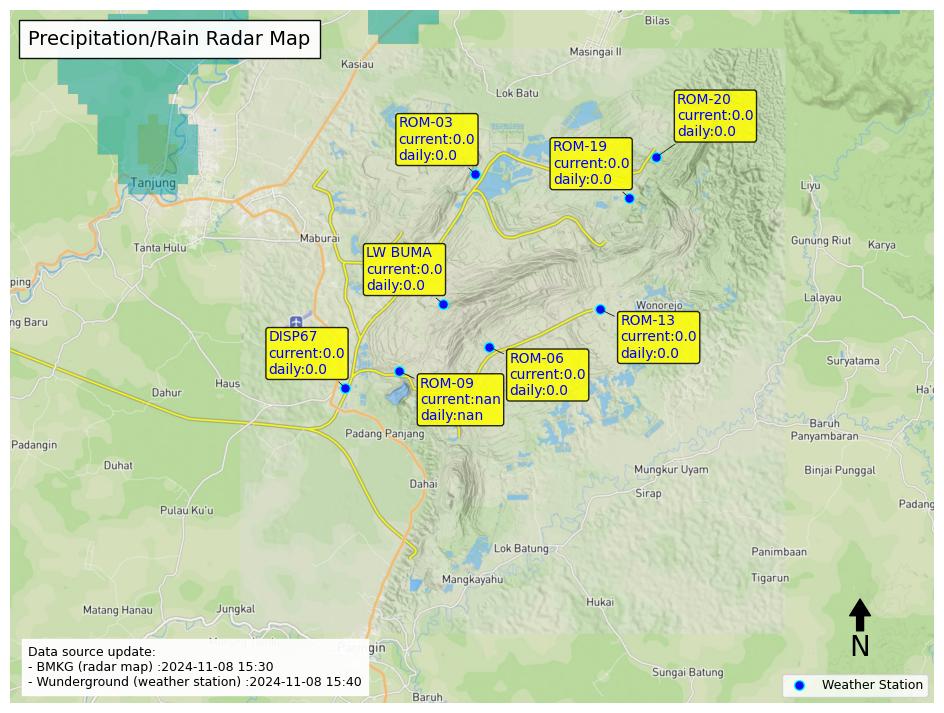 Precipitation/Rain Radar Map
Bilas
Masingai II
Kasiau
Lok Batu
ROM-20
current:0.0
daily:0.0
ROM-03
current:0.0
daily:0.0
ROM-19
current:0.0
daily:0.0
Tanjung
Liyu
Maburai
Tanta Hulu
Gunung Riut
Karya
LW BUMA
current:0.0
daily:0.0
ping
Lalayau
Wonorejo
ng Baru
ROM-13
current:0.0
daily:0.0
DISP67
current:0.0
daily:0.0
ROM-06
current:0.0
daily:0.0
Suryatama
Haus
Dahur
ROM-09
current:nan
daily:nan
Ha'o
Baruh
Panyambaran
Padang Panjang
Padangin
Duhat
Mungkur Uyam
Binjai Punggal
Dahai
Sirap
Padang
Pulau Ku'u
Lok Batung
Panimbaan
Mangkayahu
Tigarun
Hukai
Matang Hanau
Jungkal
N
Paringin
Data source update:
- BMKG (radar map) :2024-11-08 15:30
- Wunderground (weather station) :2024-11-08 15:40
Sungai Batung
Weather Station
Baruh